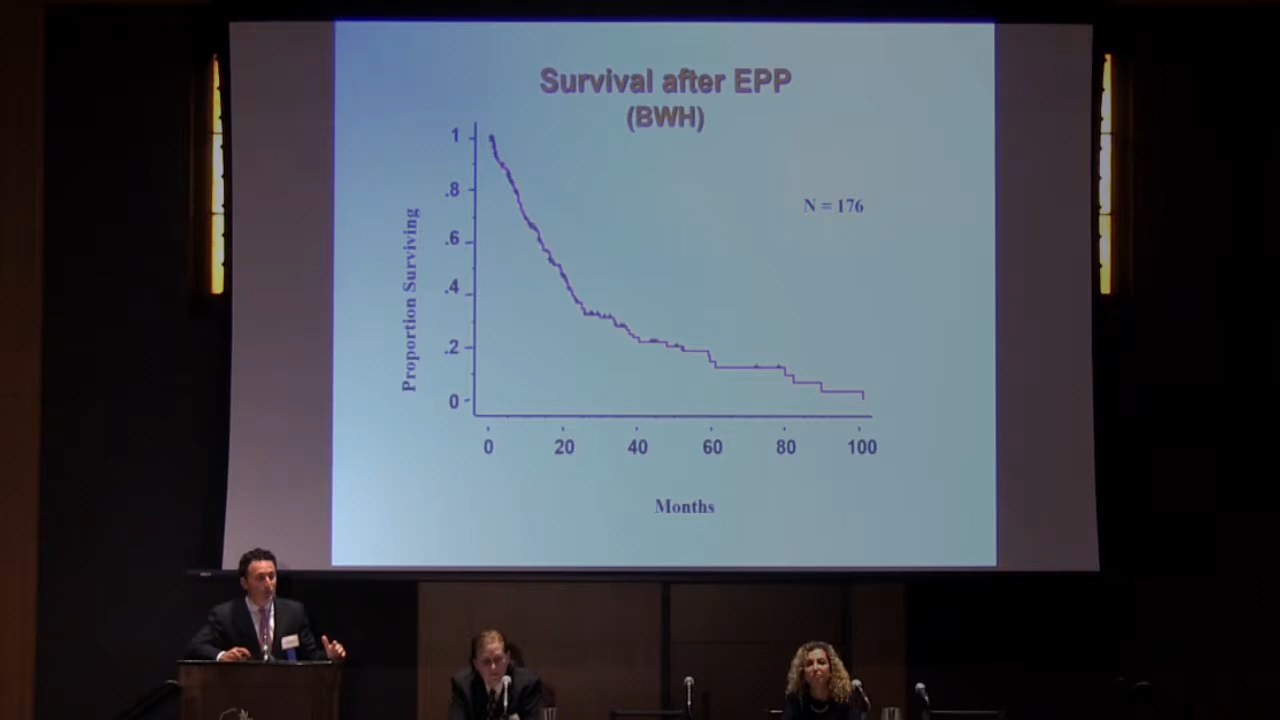 Survival after EPP
(BWH)
1
.8
.6
.4
.2
0
Proportion Surviving
N = 176
0 20 40 60 80 100
Months